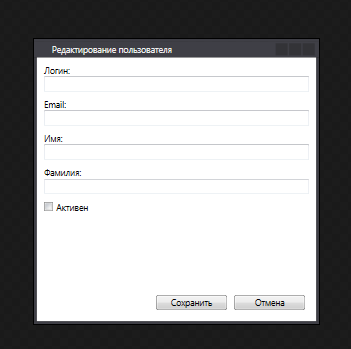 Редактирование пользователя
Логин:
Email:
Имя:
Фамилия:
Активен
Сохранить Отмена